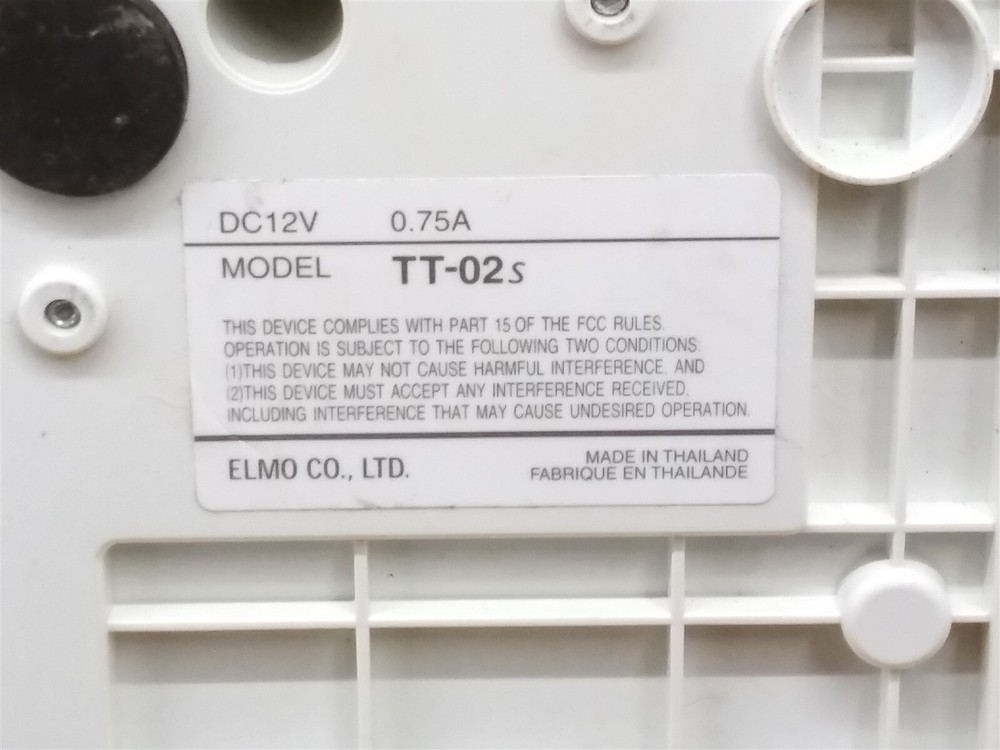 DC12V 0.75A
MODEL TT-02s
THIS DEVICE COMPLIES WITH PART 15 OF THE FCC RULES.
OPERATION IS SUBJECT TO THE FOLLOWING TWO CONDITIONS:
(1)THIS DEVICE MAY NOT CAUSE HARMFUL INTERFERENCE, AND
(2)THIS DEVICE MUST ACCEPT ANY INTERFERENCE RECEIVED,
INCLUDING INTERFERENCE THAT MAY CAUSE UNDESIRED OPERATION.
ELMO CO., LTD.
MADE IN THAILAND
FABRIQUE EN THAILANDE